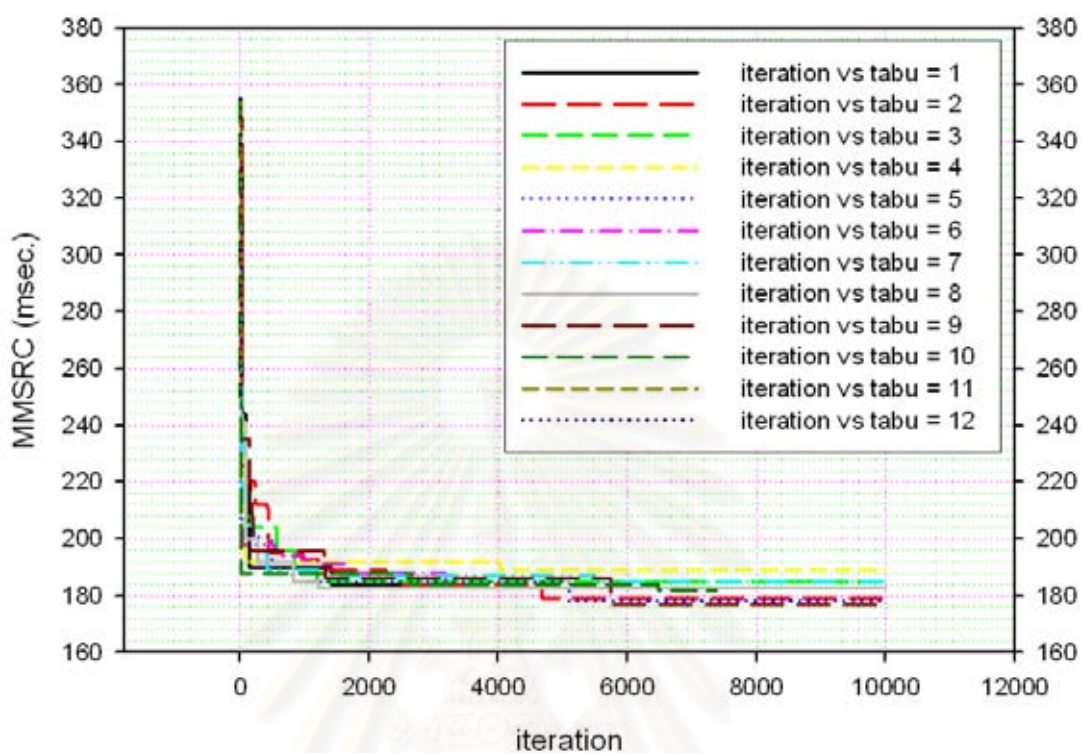 380
360
340
320
300
280
260
240
220
200
180
160
MMSRC (msec.)
iteration vs tabu = 1
iteration vs tabu = 2
iteration vs tabu = 3
iteration vs tabu = 4
iteration vs tabu = 5
iteration vs tabu = 6
iteration vs tabu = 7
iteration vs tabu = 8
iteration vs tabu = 9
iteration vs tabu = 10
iteration vs tabu = 11
iteration vs tabu = 12
380
360
340
320
300
280
260
240
220
200
180
160
0 2000 4000 6000 8000 10000 12000
iteration